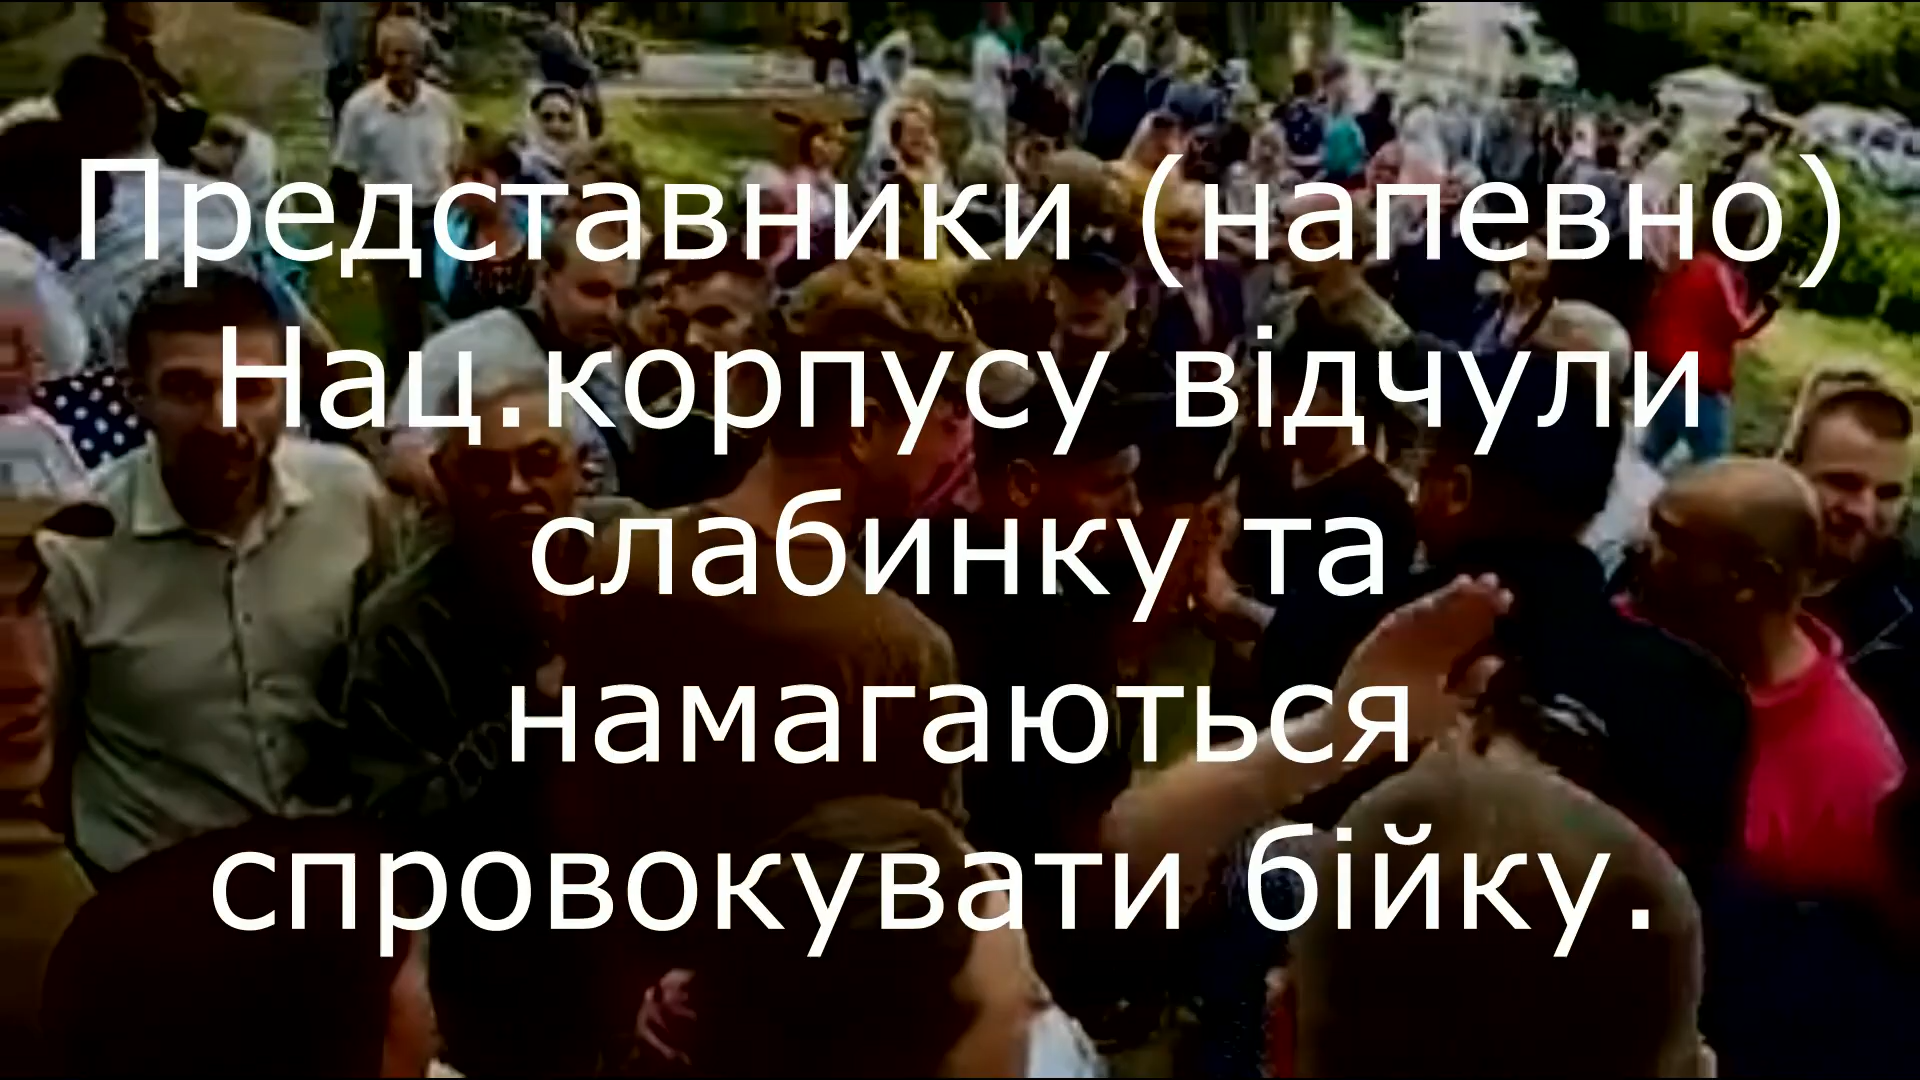 Представники (напевно)
Нац.корпусу відчули
слабинку та
намагаються
спровокувати бійку.